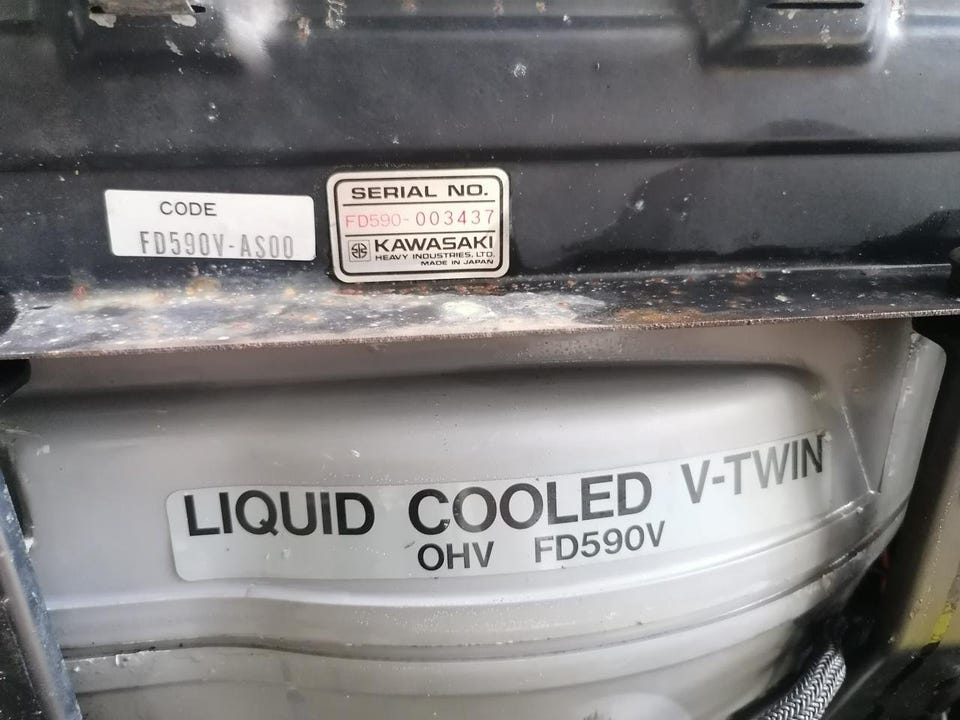 CODE
FD590V-AS00
SERIAL NO.
FD590-003437
KAWASAKI
HEAVY INDUSTRIES, LTD.
MADE IN JAPAN
LIQUID COOLED V-TWIN
OHV FD590V